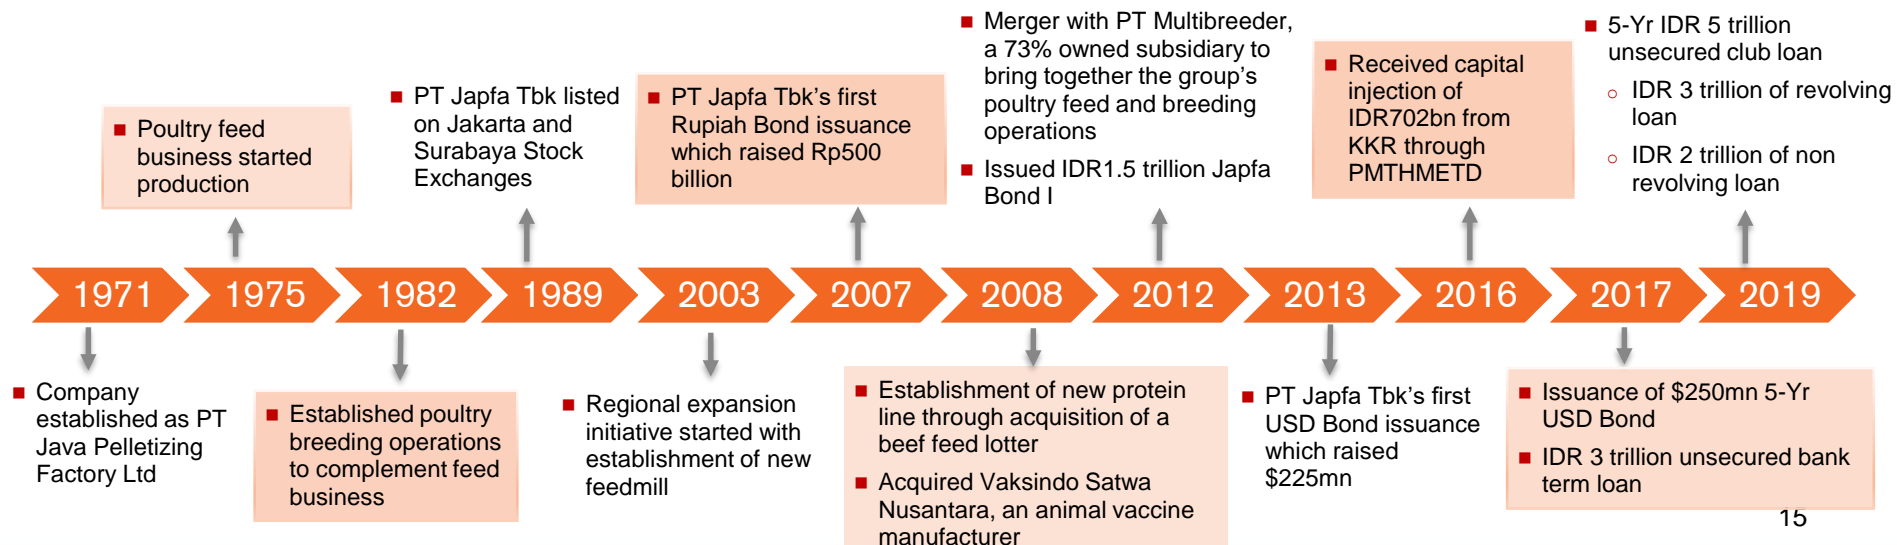 Poultry feed
business started
production
PT Japfa Tbk listed
on Jakarta and
Surabaya Stock
Exchanges
PT Japfa Tbk's first
Rupiah Bond issuance
which raised Rp500
billion
Merger with PT Multibreeder,
a 73% owned subsidiary to
bring together the group's
poultry feed and breeding
operations
Issued IDR1.5 trillion Japfa
Bond I
Received capital
injection of
IDR702bn from
KKR through
PMTHMETD
5-Yr IDR 5 trillion
unsecured club loan
IDR 3 trillion of revolving
loan
IDR 2 trillion of non
revolving loan
1971
1975
1982
1989
2003
2007
2008
2012
2013
2016
2017
2019
Company
established as PT
Java Pelletizing
Factory Ltd
Established poultry
breeding operations
to complement feed
business
Regional expansion
initiative started with
establishment of new
feedmill
Establishment of new protein
line through acquisition of a
beef feed lotter
Acquired Vaksindo Satwa
Nusantara, an animal vaccine
manufacturer
PT Japfa Tbk's first
USD Bond issuance
which raised
$225mn
Issuance of $250mn 5-Yr
USD Bond
IDR 3 trillion unsecured bank
term loan
15